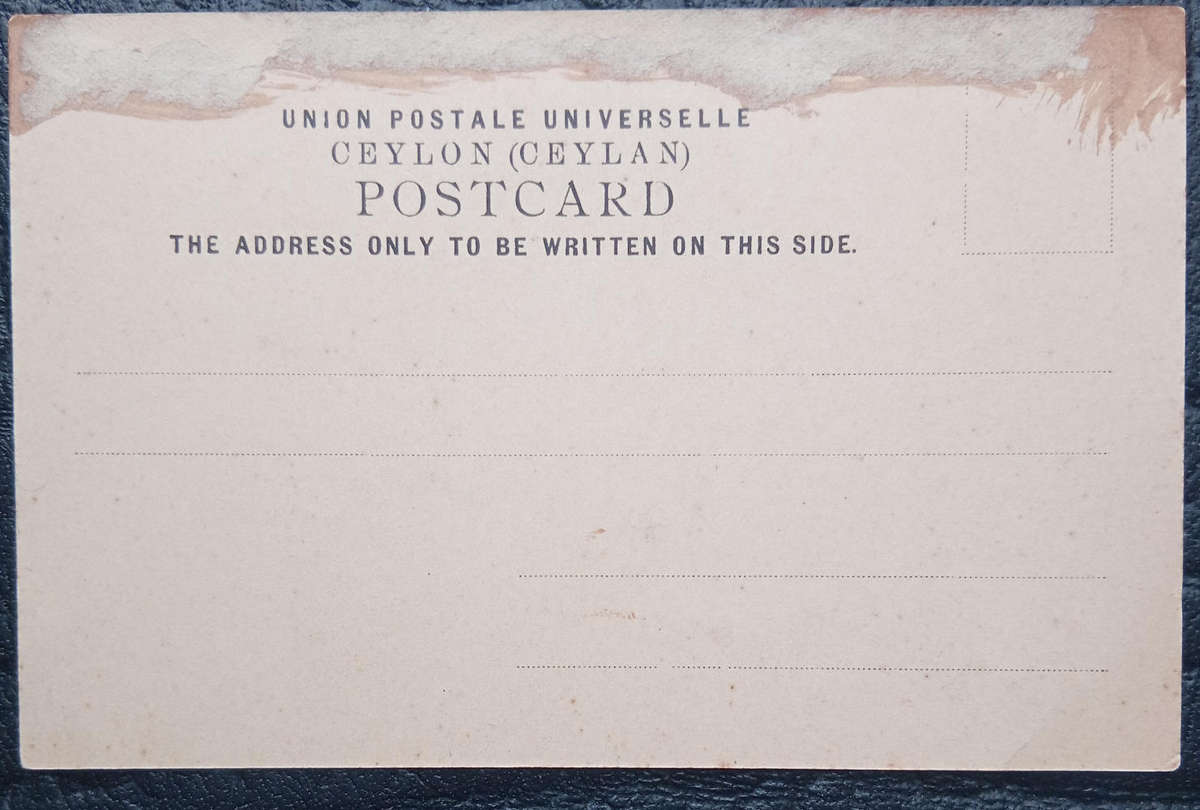 UNION POSTALE UNIVERSELLE
CEYLON (CEYLAN)
POSTCARD
THE ADDRESS ONLY TO BE WRITTEN ON THIS SIDE.